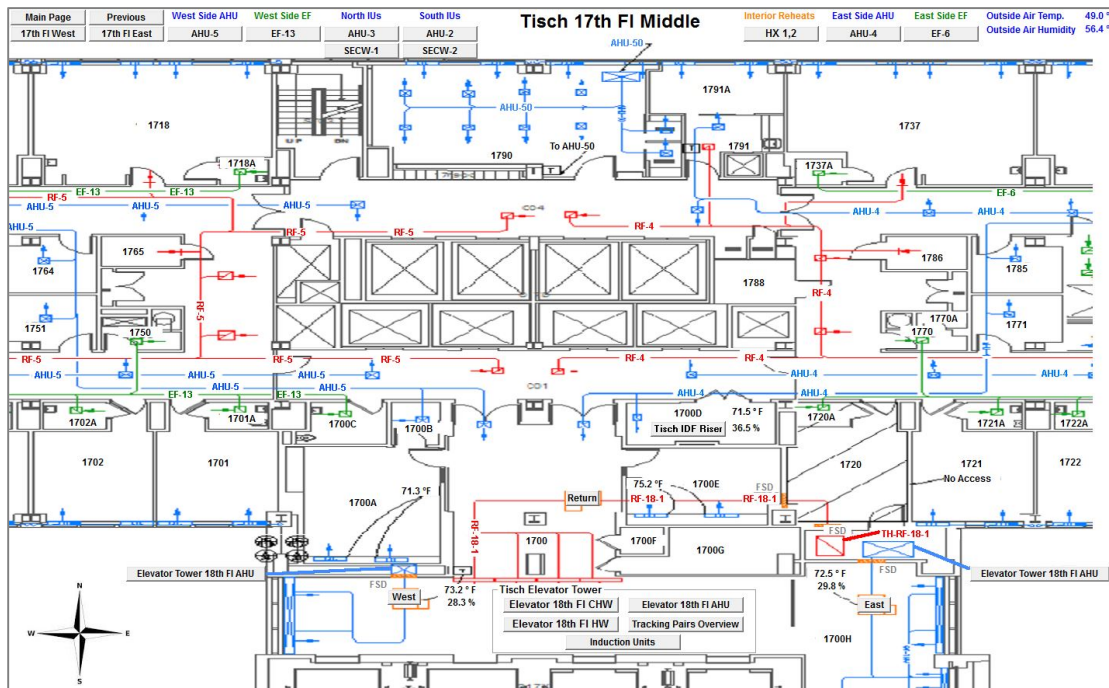 Main Page
Previous
West Side AHU
West Side EF
North IUs
South IUs
Tisch 17th Fl Middle
Interior Reheats
East Side AHU
East Side EF
Outside Air Temp. 49.0 °
17th Fl West
17th Fl East
AHU-5
EF-13
AHU-3
AHU-2
HX 1,2
AHU-4
EF-6
Outside Air Humidity 56.4 °
SECW-1
SECW-2
AHU-50
1791A
1718
AHU-50
AHU-50
1737
1790
To AHU-50
1791
1718A
1737A
EF-13
EF-13
EF-6
RF-5
AHU-5
AHU-5
AHU-5
CD4
AHU-4
AHU-4
AHU-5
RF-5
RF-5
RF-4
1765
1786
1764
1788
1785
RF-5
RF-4
1751
1750
1770A
1770
1771
RF-5
RF-5
RF-5
RF-4
RF-4
AHU-5
AHU-5
AHU-5
AHU-5
CD1
AHU-4
AHU-4
AHU-4
AHU-4
EF-13
EF-13
1702A
1701A
1700C
1700B
1700D
71.5 °F
Tisch IDF Riser
36.5 %
1720A
1721A
1722A
1702
1701
1720
1721
1722
No Access
1700A
71.3 °F
75.2 °F
1700E
FSD
Return
RF-18-1
RF-18-1
RF-18-1
1700
1700F
1700G
FSD
TH-RF-18-1
Elevator Tower 18th Fl AHU
FSD
West
73.2 ° F
28.3 %
Tisch Elevator Tower
Elevator 18th Fl CHW
Elevator 18th Fl AHU
Elevator 18th Fl HW
Tracking Pairs Overview
Induction Units
72.5 ° F
29.8 %
FSD
East
Elevator Tower 18th Fl AHU
1700H
N
W
E
S